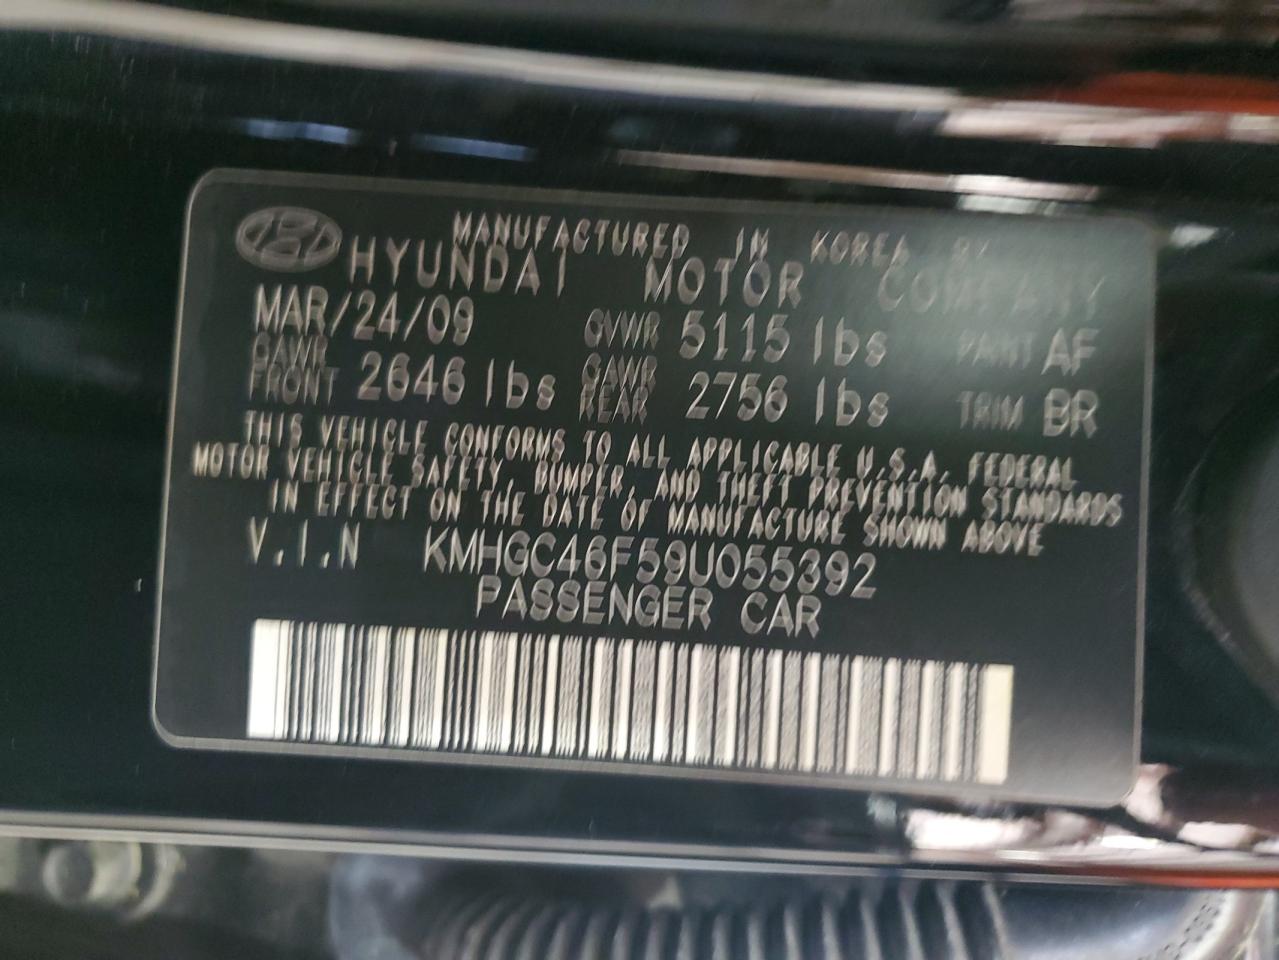 MANUFACTURED IN KOREA BY
HYUNDAI MOTOR COMPANY
MAR/24/09 GVWR 5115 lbs PAINT AF
GAWR FRONT 2646 lbs GAWR REAR 2756 lbs TRIM BR
THIS VEHICLE CONFORMS TO ALL APPLICABLE U.S.A. FEDERAL
MOTOR VEHICLE SAFETY, BUMPER, AND THEFT PREVENTION STANDARDS
IN EFFECT ON THE DATE OF MANUFACTURE SHOWN ABOVE
V.I.N KMHGC46F59U055392
PASSENGER CAR